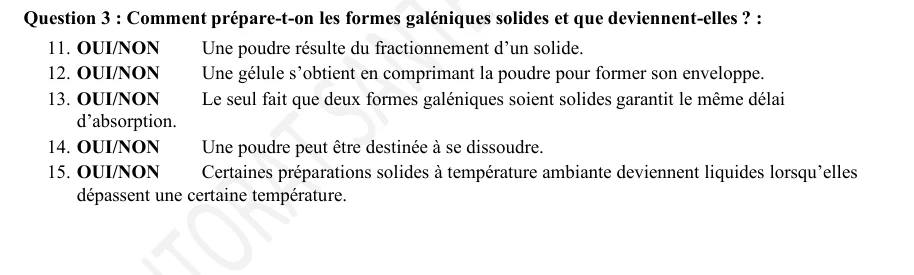 Question 3 : Comment prépare-t-on les formes galéniques solides et que deviennent-elles ? :
11. OUI/NON Une poudre résulte du fractionnement d’un solide.
12. OUI/NON Une gélule s’obtient en comprimant la poudre pour former son enveloppe.
13. OUI/NON Le seul fait que deux formes galéniques soient solides garantit le même délai
d’absorption.
14. OUI/NON Une poudre peut être destinée à se dissoudre.
15. OUI/NON Certaines préparations solides à température ambiante deviennent liquides lorsqu’elles
dépassent une certaine température.